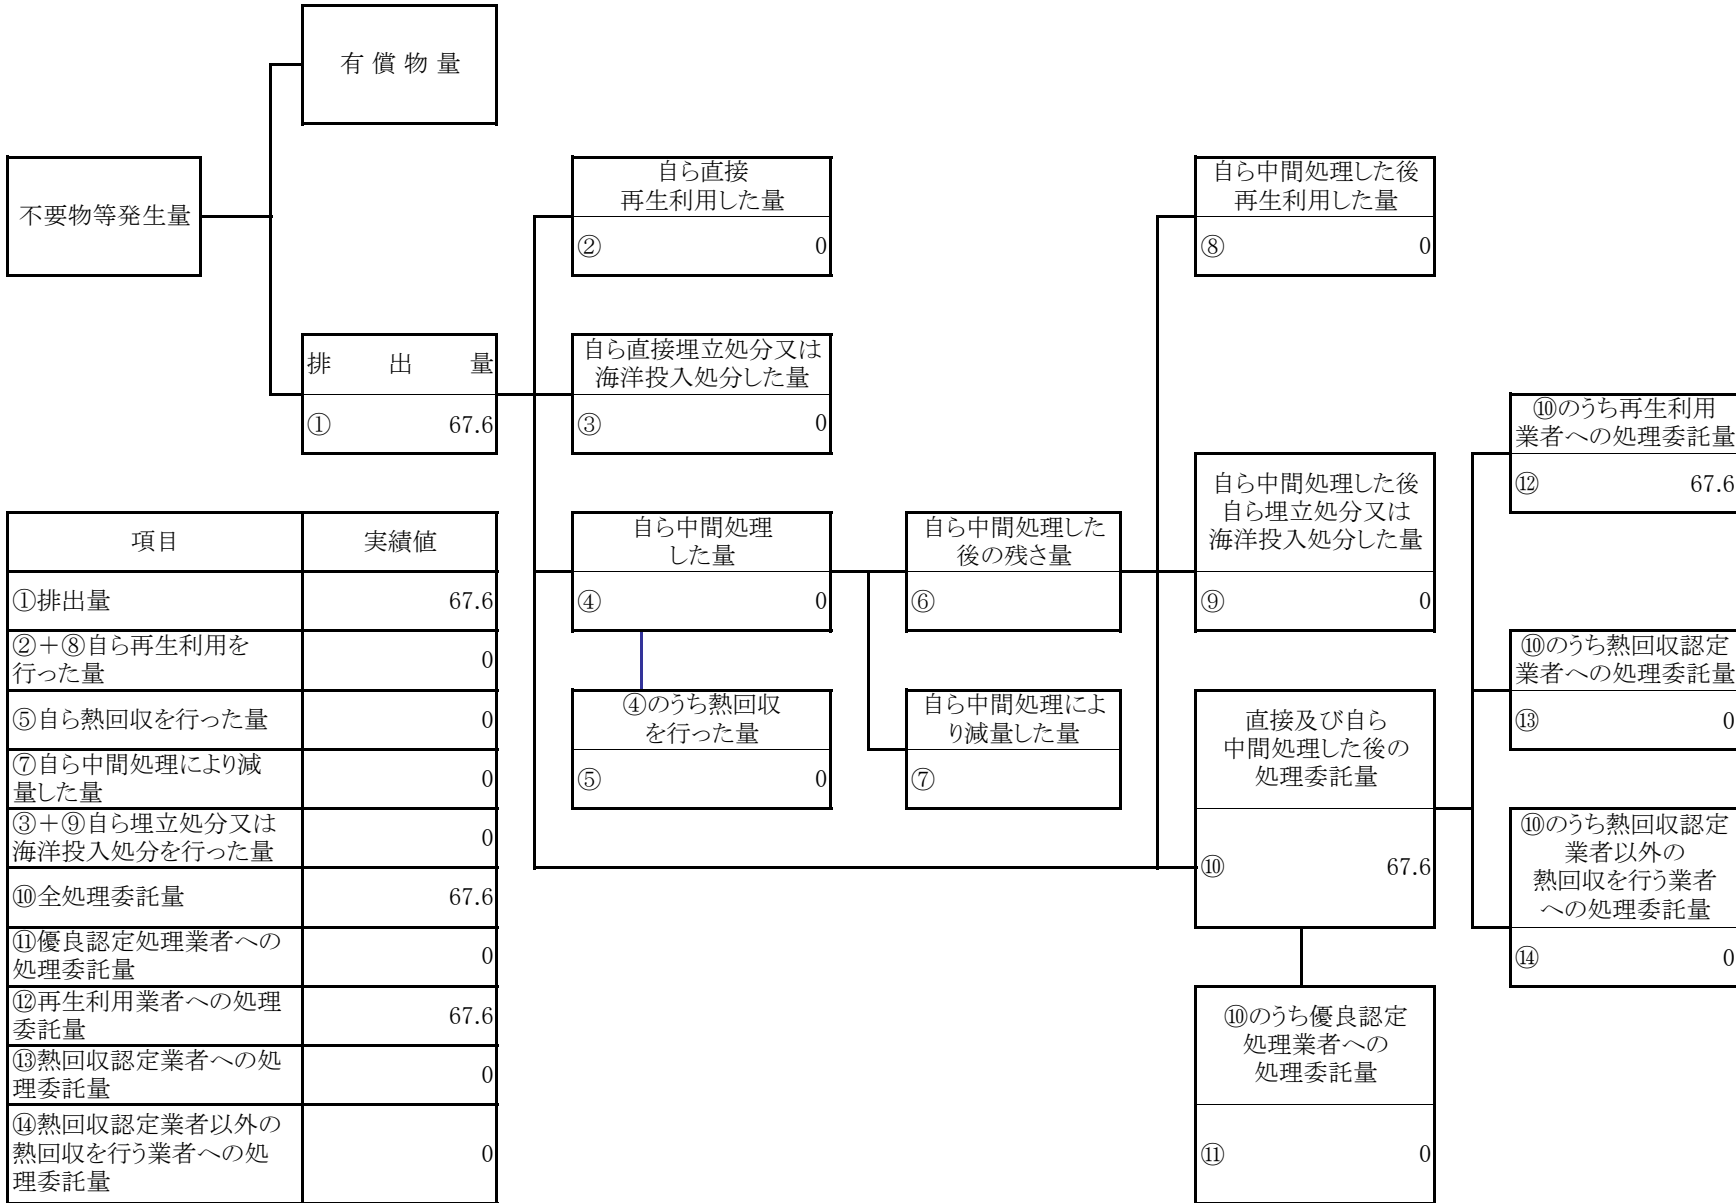 有 償 物 量
不要物等発生量
自ら直接
再生利用した量
② 0
自ら中間処理した後
再生利用した量
⑧ 0
排 出 量
① 67.6
自ら直接埋立処分又は
海洋投入処分した量
③ 0
⑩のうち再生利用
業者への処理委託量
⑫ 67.6
自ら中間処理
した量
④ 0
自ら中間処理した
後の残さ量
⑥
自ら中間処理した後
自ら埋立処分又は
海洋投入処分した量
⑨ 0
⑩のうち熱回収認定
業者への処理委託量
⑬ 0
④のうち熱回収
を行った量
⑤ 0
自ら中間処理によ
り減量した量
⑦
直接及び自ら
中間処理した後の
処理委託量
⑩ 67.6
⑩のうち熱回収認定
業者以外の
熱回収を行う業者
への処理委託量
⑭ 0
⑩のうち優良認定
処理業者への
処理委託量
⑪ 0
項目 実績値
①排出量 67.6
②+⑧自ら再生利用を
行った量 0
⑤自ら熱回収を行った量 0
⑦自ら中間処理により減
量した量 0
③+⑨自ら埋立処分又は
海洋投入処分を行った量 0
⑩全処理委託量 67.6
⑪優良認定処理業者への
処理委託量 0
⑫再生利用業者への処理
委託量 67.6
⑬熱回収認定業者への処
理委託量 0
⑭熱回収認定業者以外の
熱回収を行う業者への処
理委託量 0